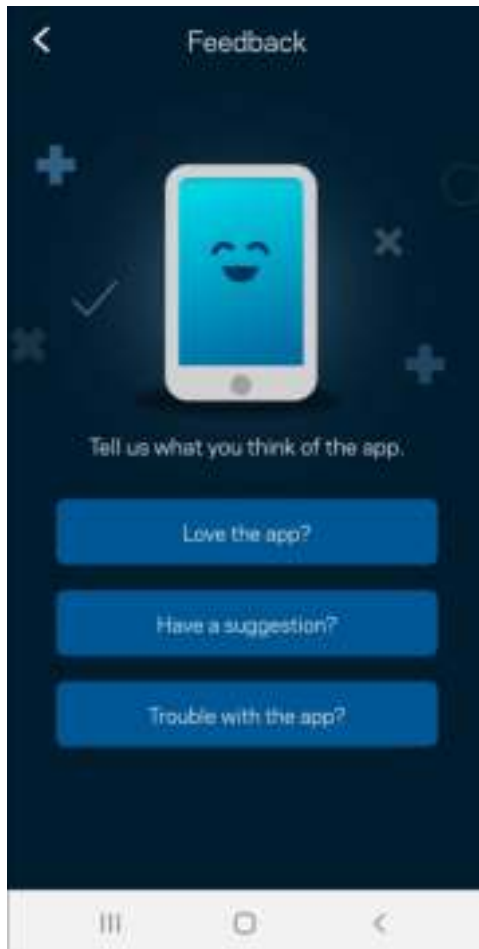 Feedback
Tell us what you think of the app.
Love the app?
Have a suggestion?
Trouble with the app?